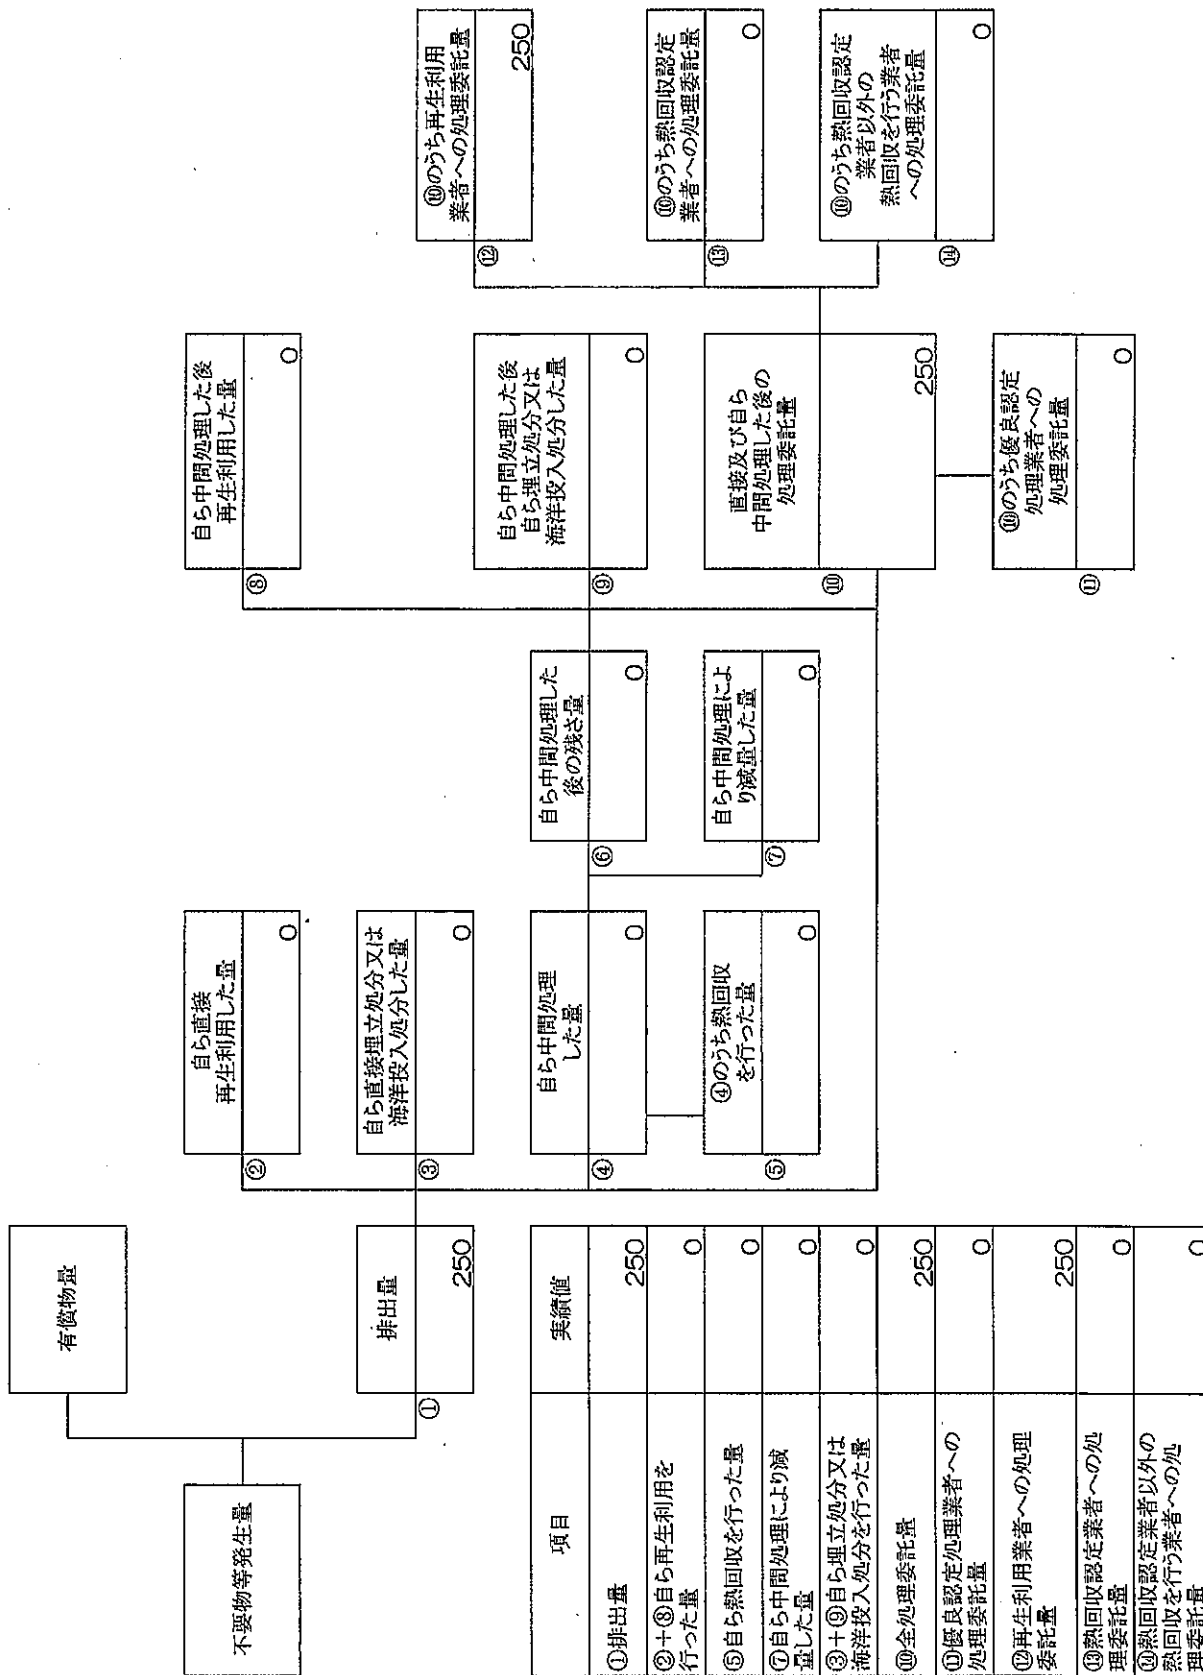 不要物等発生量
有償物量
①
排出量
250
②
自ら直接
再生利用した量
0
③
自ら直接埋立処分又は
海洋投入処分した量
0
④
自ら中間処理
した量
0
⑤
④のうち熱回収
を行った量
0
⑥
自ら中間処理した
後の残さ量
0
⑦
自ら中間処理によ
り減量した量
0
⑧
自ら中間処理した後
再生利用した量
0
⑨
自ら中間処理した後
自ら埋立処分又は
海洋投入処分した量
0
⑩
直接及び自ら
中間処理した後の
処理委託量
250
⑪
⑩のうち優良認定
処理業者への
処理委託量
0
⑫
⑩のうち再生利用
業者への処理委託量
250
⑬
⑩のうち熱回収認定
業者への処理委託量
0
⑭
⑩のうち熱回収認定
業者以外の
熱回収を行う業者
への処理委託量
0
項目
実績値
①排出量
250
②+⑧自ら再生利用を
行った量
0
⑤自ら熱回収を行った量
0
⑦自ら中間処理により減
量した量
0
③+⑨自ら埋立処分又は
海洋投入処分を行った量
0
⑩全処理委託量
250
⑪優良認定処理業者への
処理委託量
0
⑫再生利用業者への処理
委託量
250
⑬熱回収認定業者への処
理委託量
0
⑭熱回収認定業者以外の
熱回収を行う業者への処
理委託量
0